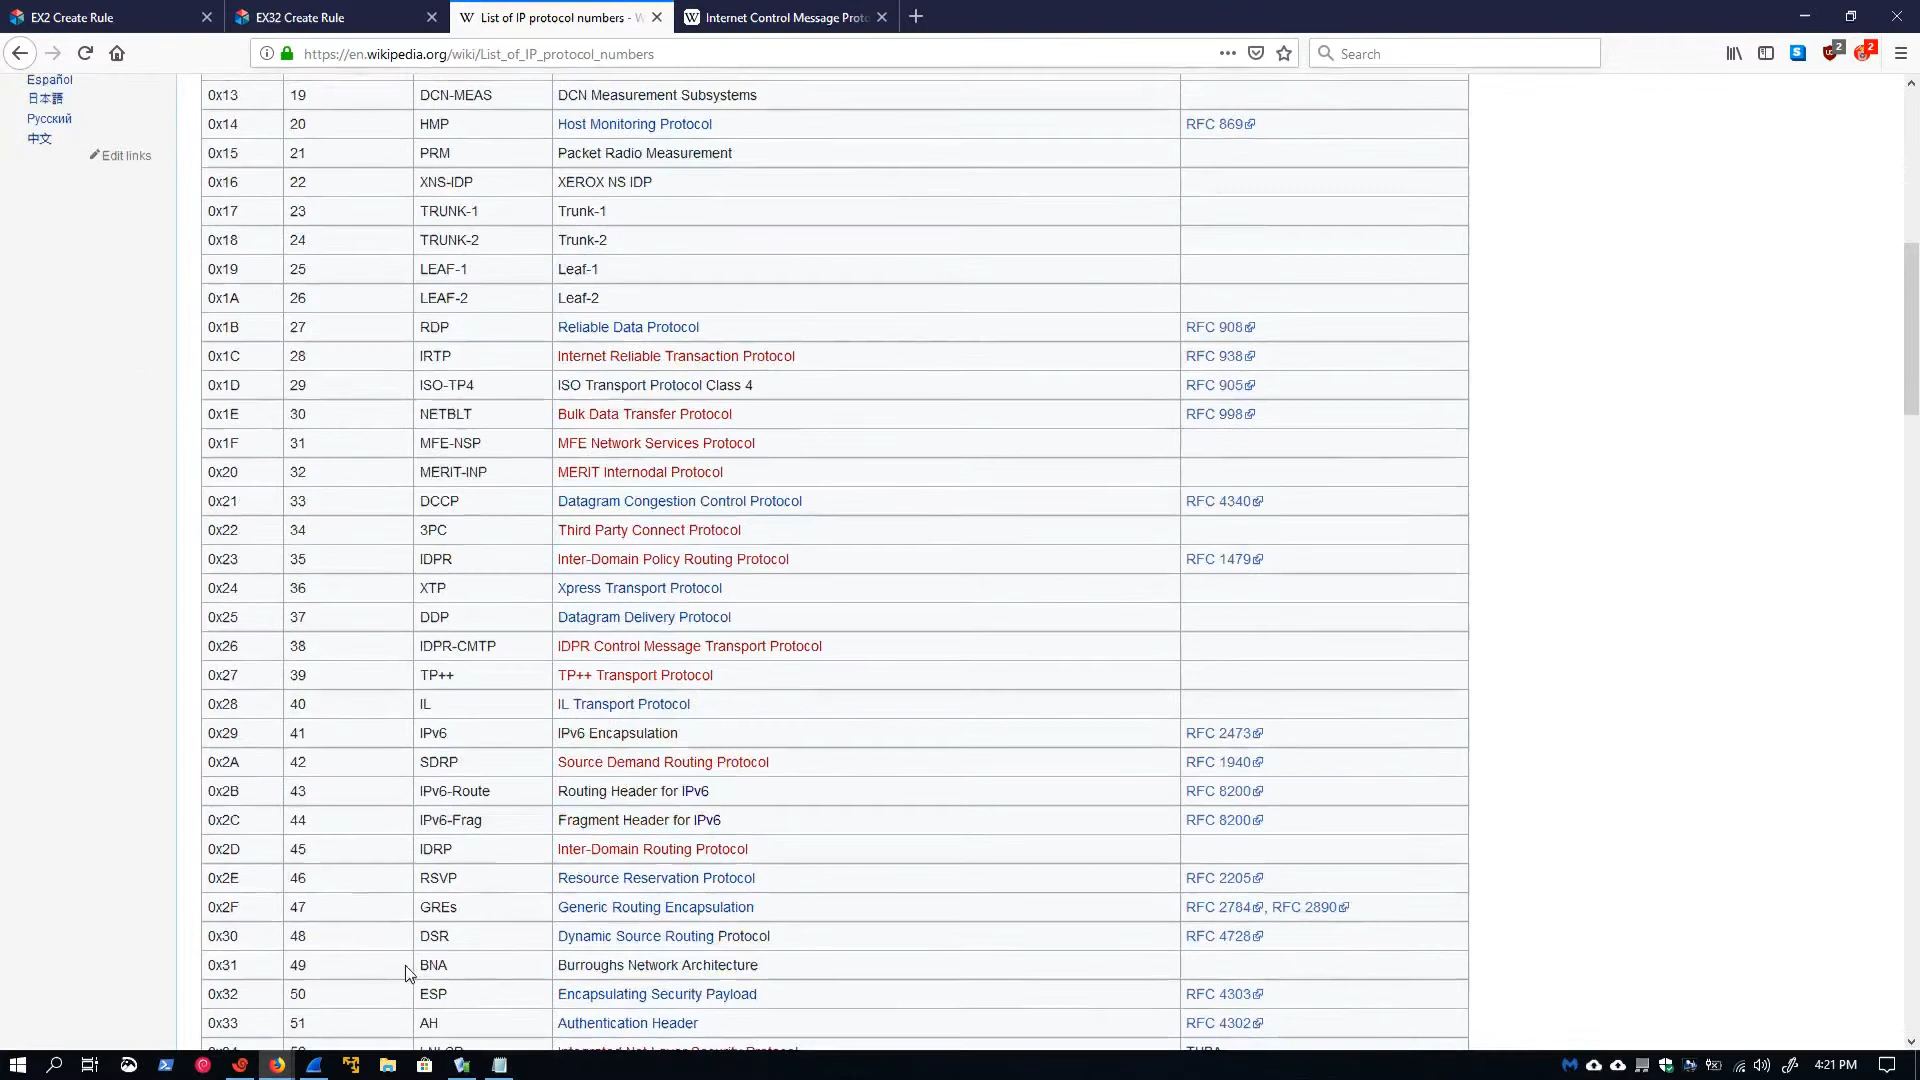 EX2 Create Rule
EX32 Create Rule
List of IP protocol numbers - W
Internet Control Message Proto
https://en.wikipedia.org/wiki/List_of_IP_protocol_numbers
Search
2
2
Español
日本語
Русский
中文
Edit links
0x13 19 DCN-MEAS DCN Measurement Subsystems
0x14 20 HMP Host Monitoring Protocol RFC 869
0x15 21 PRM Packet Radio Measurement
0x16 22 XNS-IDP XEROX NS IDP
0x17 23 TRUNK-1 Trunk-1
0x18 24 TRUNK-2 Trunk-2
0x19 25 LEAF-1 Leaf-1
0x1A 26 LEAF-2 Leaf-2
0x1B 27 RDP Reliable Data Protocol RFC 908
0x1C 28 IRTP Internet Reliable Transaction Protocol RFC 938
0x1D 29 ISO-TP4 ISO Transport Protocol Class 4 RFC 905
0x1E 30 NETBLT Bulk Data Transfer Protocol RFC 998
0x1F 31 MFE-NSP MFE Network Services Protocol
0x20 32 MERIT-INP MERIT Internodal Protocol
0x21 33 DCCP Datagram Congestion Control Protocol RFC 4340
0x22 34 3PC Third Party Connect Protocol
0x23 35 IDPR Inter-Domain Policy Routing Protocol RFC 1479
0x24 36 XTP Xpress Transport Protocol
0x25 37 DDP Datagram Delivery Protocol
0x26 38 IDPR-CMTP IDPR Control Message Transport Protocol
0x27 39 TP++ TP++ Transport Protocol
0x28 40 IL IL Transport Protocol
0x29 41 IPv6 IPv6 Encapsulation RFC 2473
0x2A 42 SDRP Source Demand Routing Protocol RFC 1940
0x2B 43 IPv6-Route Routing Header for IPv6 RFC 8200
0x2C 44 IPv6-Frag Fragment Header for IPv6 RFC 8200
0x2D 45 IDRP Inter-Domain Routing Protocol
0x2E 46 RSVP Resource Reservation Protocol RFC 2205
0x2F 47 GREs Generic Routing Encapsulation RFC 2784, RFC 2890
0x30 48 DSR Dynamic Source Routing Protocol RFC 4728
0x31 49 BNA Burroughs Network Architecture
0x32 50 ESP Encapsulating Security Payload RFC 4303
0x33 51 AH Authentication Header RFC 4302
4:21 PM